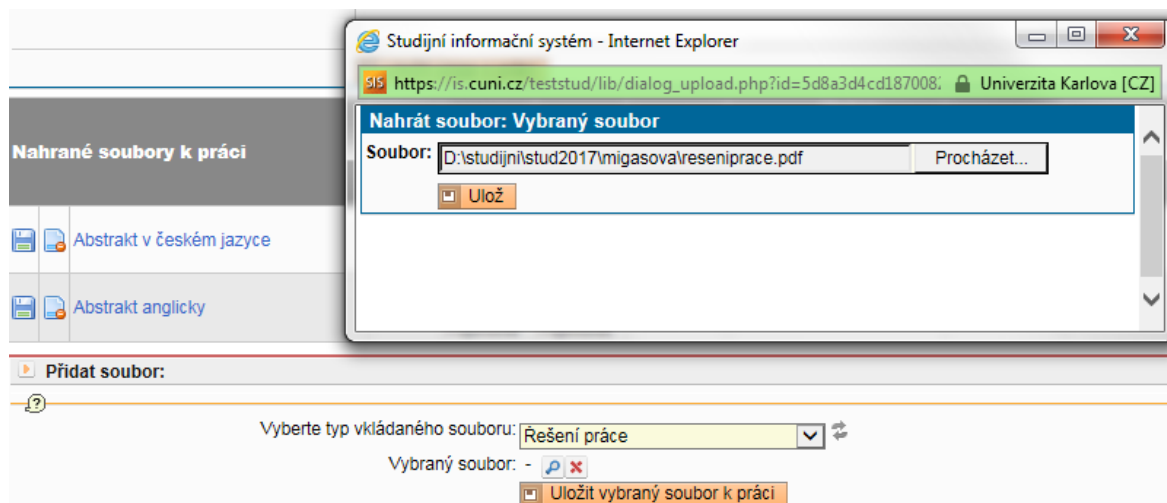 Studijní informační systém - Internet Explorer
SIS https://is.cuni.cz/teststud/lib/dialog_upload.php?id=5d8a3d4cd187008 Univerzita Karlova [CZ]
Nahrát soubor: Vybraný soubor
Soubor: D:\studijni\stud2017\migasova\reseniprace.pdf Procházet...
Ulož
Nahrané soubory k práci
Abstrakt v českém jazyce
Abstrakt anglicky
Přidat soubor:
Vyberte typ vkládaného souboru: Řešení práce
Vybraný soubor: -
Uložit vybraný soubor k práci